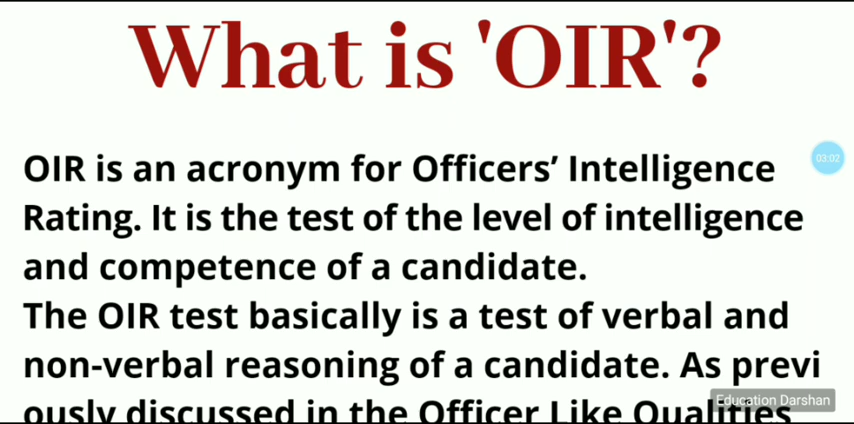 What is 'OIR'?
OIR is an acronym for Officers’ Intelligence
03:02
Rating. It is the test of the level of intelligence
and competence of a candidate.
The OIR test basically is a test of verbal and
non-verbal reasoning of a candidate. As previ
Education Darshan
ously discussed in the Officer Like Qualities